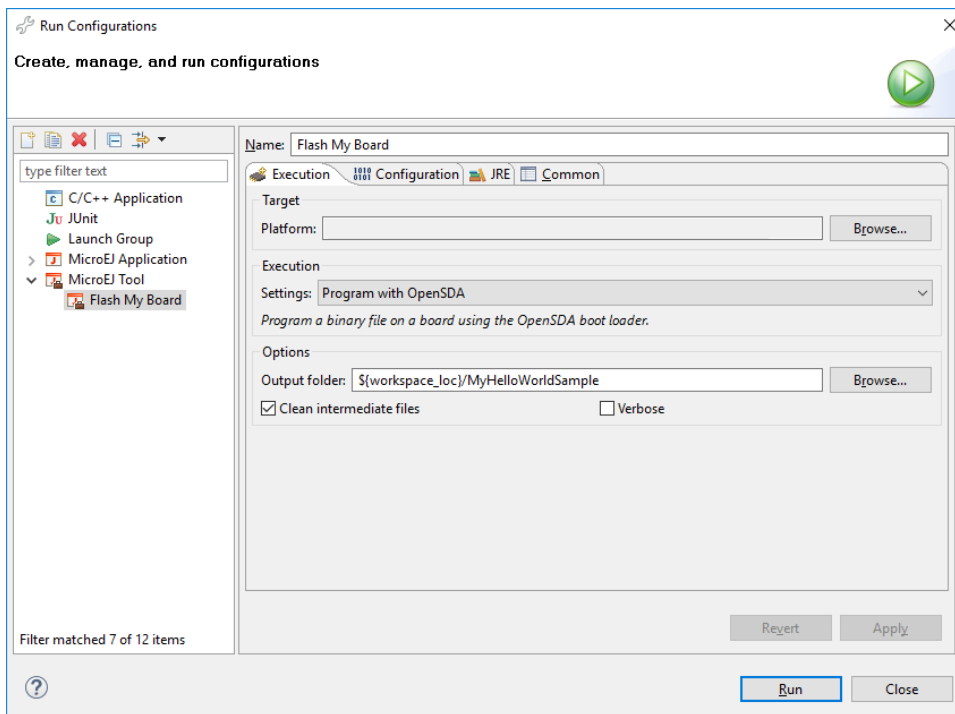 Run Configurations
Create, manage, and run configurations
type filter text
C/C++ Application
JUnit
Launch Group
MicroEJ Application
MicroEJ Tool
Flash My Board
Filter matched 7 of 12 items
Name: Flash My Board
Execution Configuration JRE Common
Target
Platform: Browse...
Execution
Settings: Program with OpenSDA
Program a binary file on a board using the OpenSDA boot loader.
Options
Output folder: ${workspace_loc}/MyHelloWorldSample Browse...
Clean intermediate files Verbose
Revert Apply
Run Close